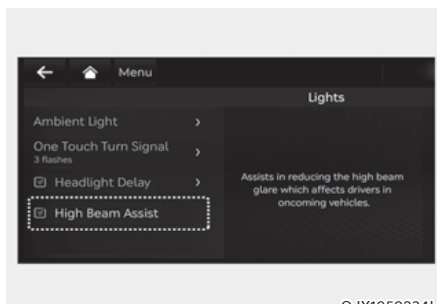 Menu
Lights
Ambient Light
One Touch Turn Signal
3 flashes
Headlight Delay
High Beam Assist
Assists in reducing the high beam
glare which affects drivers in
oncoming vehicles.